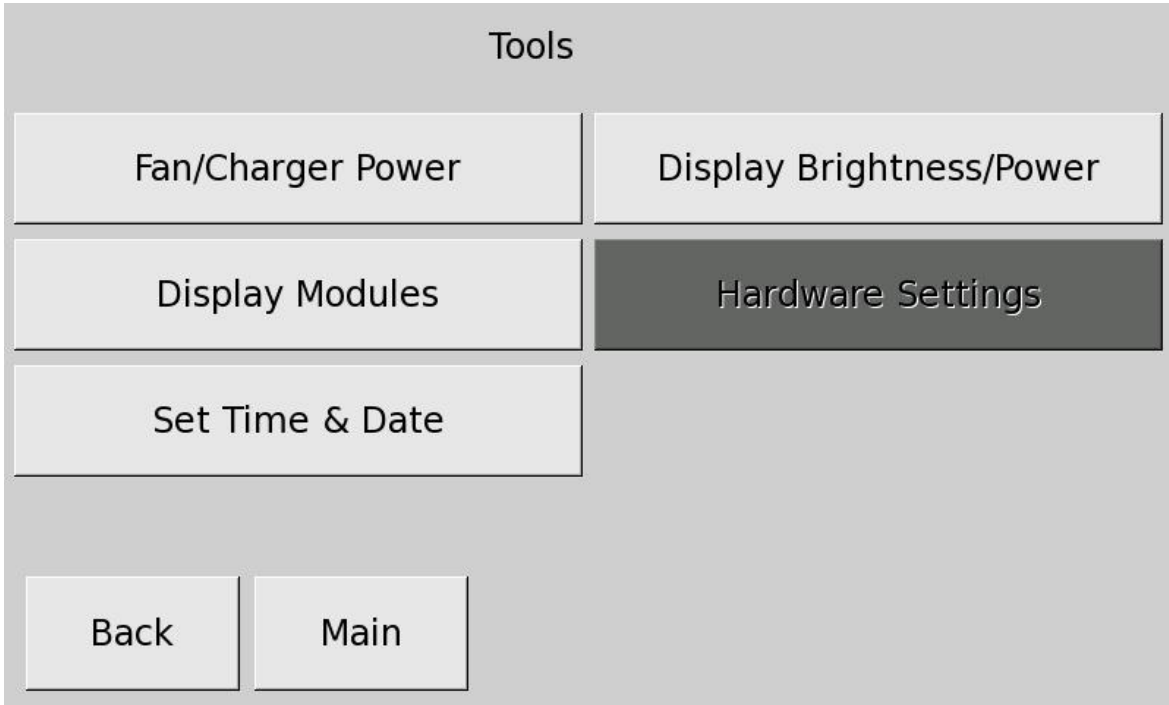 Tools
Fan/Charger Power
Display Brightness/Power
Display Modules
Hardware Settings
Set Time & Date
Back
Main